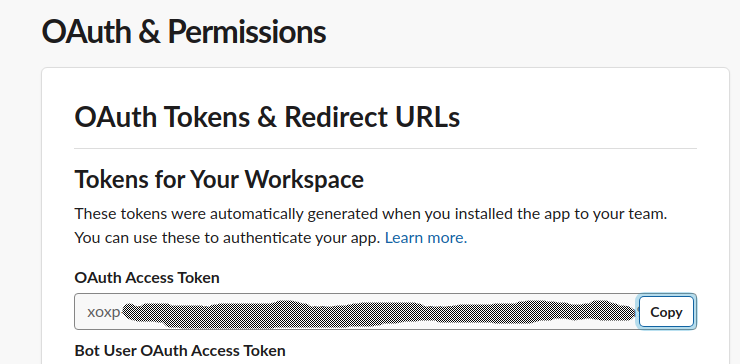 OAuth & Permissions
OAuth Tokens & Redirect URLs
Tokens for Your Workspace
These tokens were automatically generated when you installed the app to your team.
You can use these to authenticate your app. Learn more.
OAuth Access Token
xoxp
Copy
Bot User OAuth Access Token